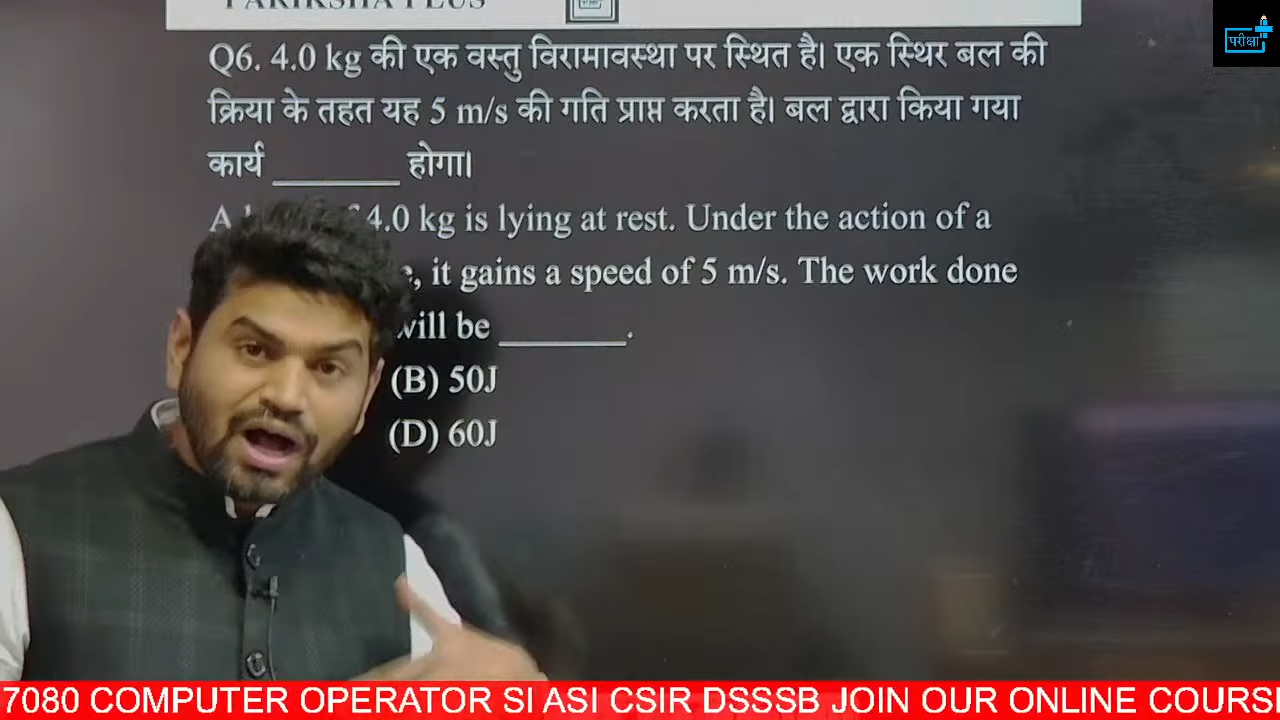 PARIKSHA PLUS
परीक्षा
Q6. 4.0 kg की एक वस्तु विरामावस्था पर स्थित है। एक स्थिर बल की
क्रिया के तहत यह 5 m/s की गति प्राप्त करता है। बल द्वारा किया गया
कार्य ________ होगा।
A 4.0 kg is lying at rest. Under the action of a
, it gains a speed of 5 m/s. The work done
will be ________.
(B) 50J
(D) 60J
7080 COMPUTER OPERATOR SI ASI CSIR DSSSB JOIN OUR ONLINE COURS